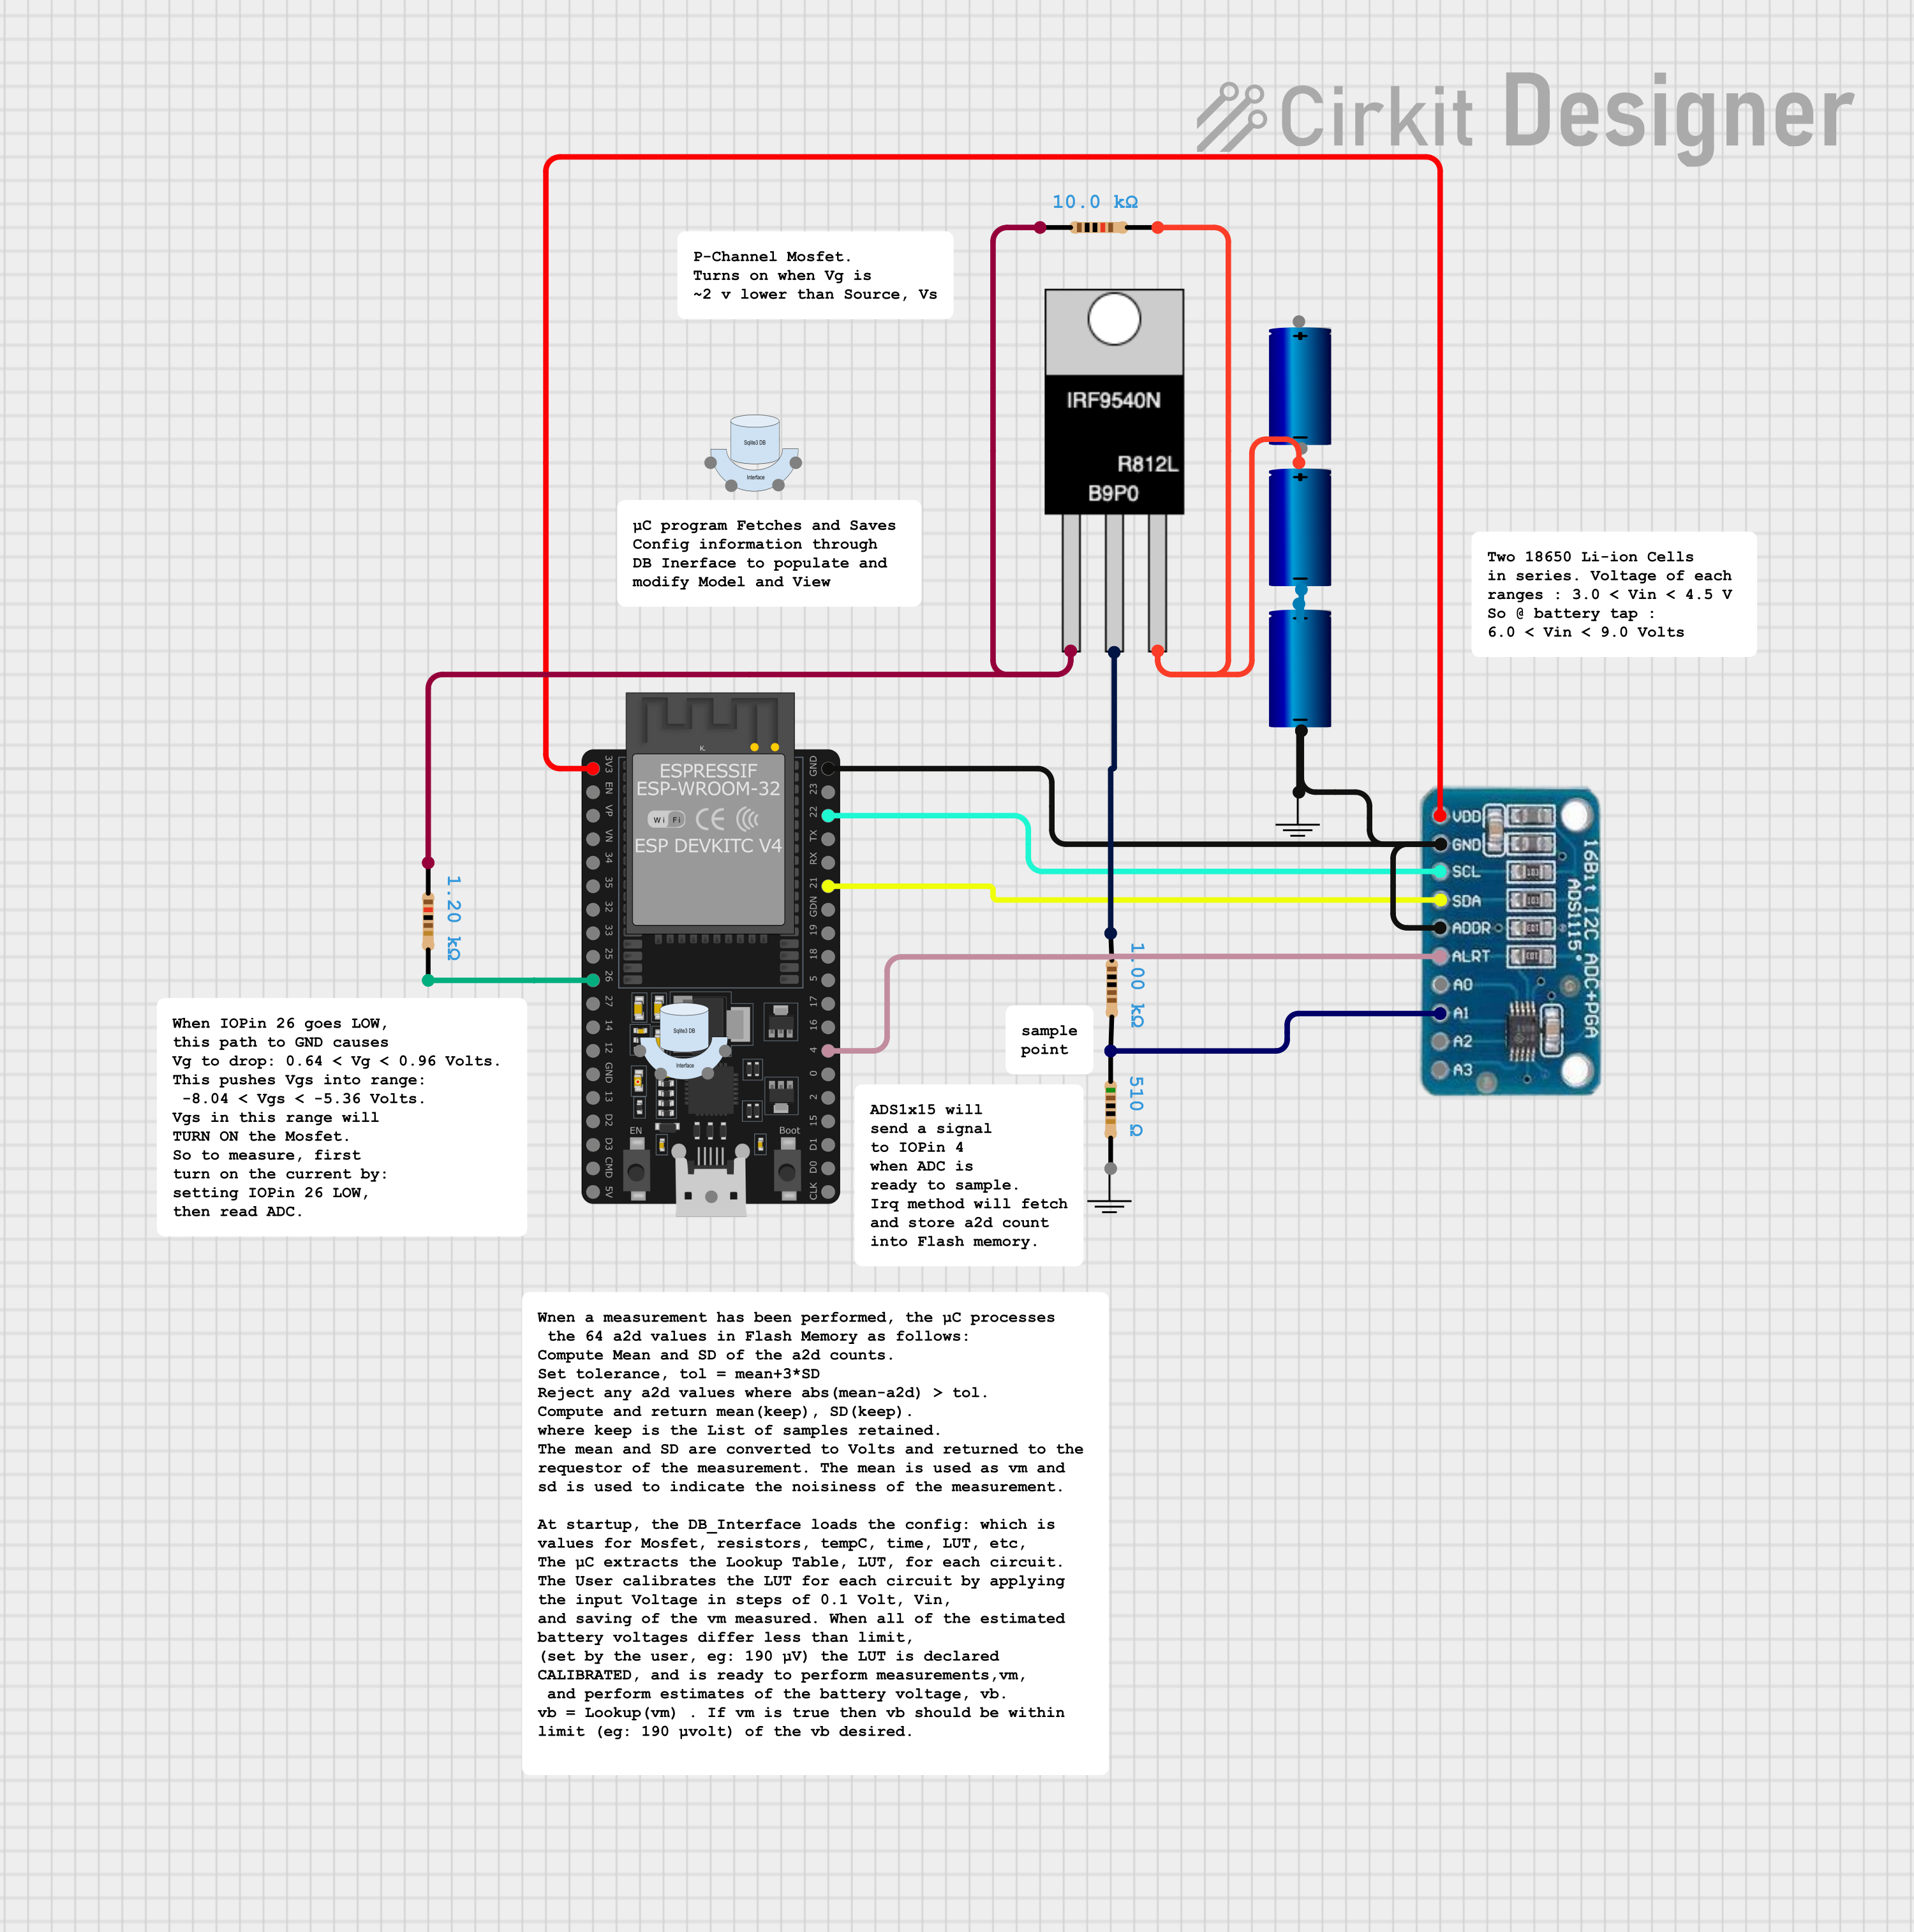 Cirkit Designer
10.0 kΩ
P-Channel Mosfet.
Turns on when Vg is
~2 v lower than Source, Vs
IRF9540N
R812L
B9P0
Sqlite3 DB
Interface
µC program Fetches and Saves
Config information through
DB Inerface to populate and
modify Model and View
Two 18650 Li-ion Cells
in series. Voltage of each
ranges : 3.0 < Vin < 4.5 V
So @ battery tap :
6.0 < Vin < 9.0 Volts
ESPRESSIF
ESP-WROOM-32
Wi Fi
CE
ESP DEVKITC V4
3V3
EN
VP
VN
34
35
32
33
25
26
27
14
12
GND
13
D2
D3
CMD
5V
GND
23
22
TX
RX
21
GDN
19
18
5
17
16
4
0
2
15
D1
D0
CLK
EN
Boot
Sqlite3 DB
Interface
1.20 kΩ
1.00 kΩ
510 Ω
VDD
GND
SCL
SDA
ADDR
ALRT
A0
A1
A2
A3
16Bit I2C ADC+PGA
ADS1115
103
103
103
103
When IOPin 26 goes LOW,
this path to GND causes
Vg to drop: 0.64 < Vg < 0.96 Volts.
This pushes Vgs into range:
-8.04 < Vgs < -5.36 Volts.
Vgs in this range will
TURN ON the Mosfet.
So to measure, first
turn on the current by:
setting IOPin 26 LOW,
then read ADC.
sample
point
ADS1x15 will
send a signal
to IOPin 4
when ADC is
ready to sample.
Irq method will fetch
and store a2d count
into Flash memory.
Wnen a measurement has been performed, the µC processes
the 64 a2d values in Flash Memory as follows:
Compute Mean and SD of the a2d counts.
Set tolerance, tol = mean+3*SD
Reject any a2d values where abs(mean-a2d) > tol.
Compute and return mean(keep), SD(keep).
where keep is the List of samples retained.
The mean and SD are converted to Volts and returned to the
requestor of the measurement. The mean is used as vm and
sd is used to indicate the noisiness of the measurement.
At startup, the DB_Interface loads the config: which is
values for Mosfet, resistors, tempC, time, LUT, etc,
The µC extracts the Lookup Table, LUT, for each circuit.
The User calibrates the LUT for each circuit by applying
the input Voltage in steps of 0.1 Volt, Vin,
and saving of the vm measured. When all of the estimated
battery voltages differ less than limit,
(set by the user, eg: 190 µV) the LUT is declared
CALIBRATED, and is ready to perform measurements,vm,
and perform estimates of the battery voltage, vb.
vb = Lookup(vm) . If vm is true then vb should be within
limit (eg: 190 µvolt) of the vb desired.